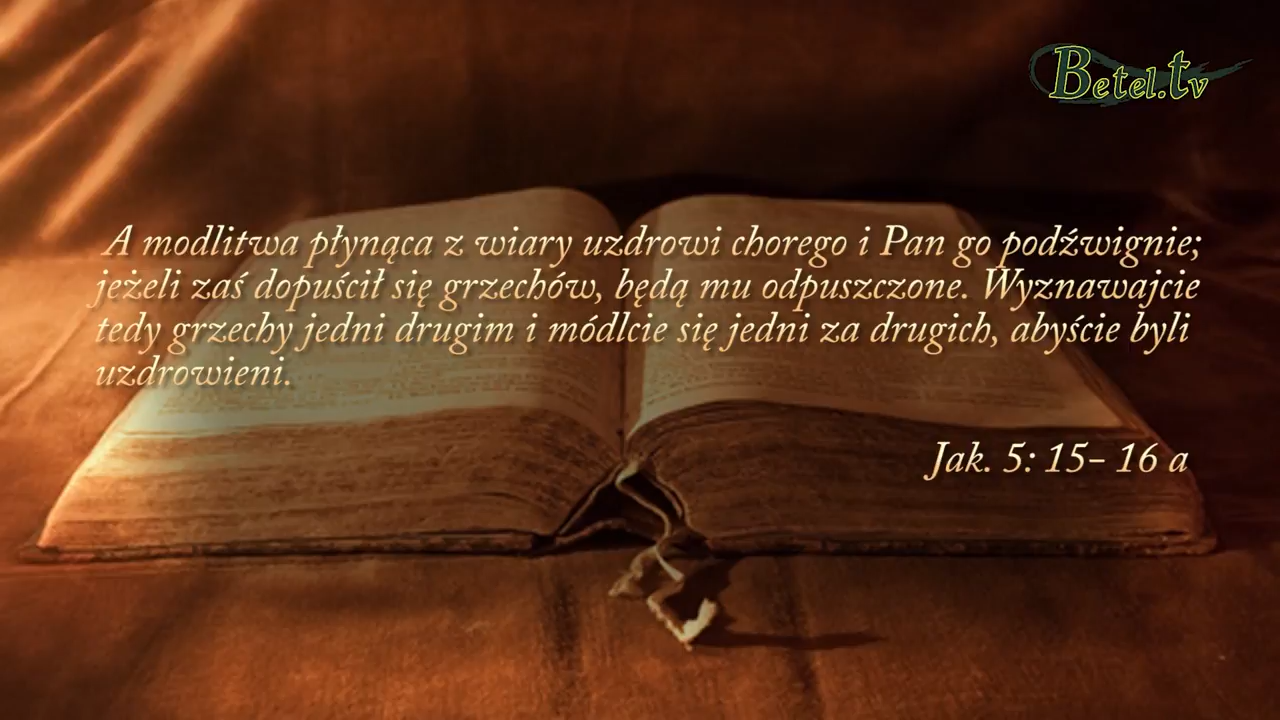 Betel.tv
A modlitwa płynąca z wiary uzdrowi chorego i Pan go podźwignie;
jeżeli zaś dopuścił się grzechów, będą mu odpuszczone. Wyznawajcie
tedy grzechy jedni drugim i módlcie się jedni za drugich, abyście byli
uzdrowieni.
Jak. 5: 15- 16 a